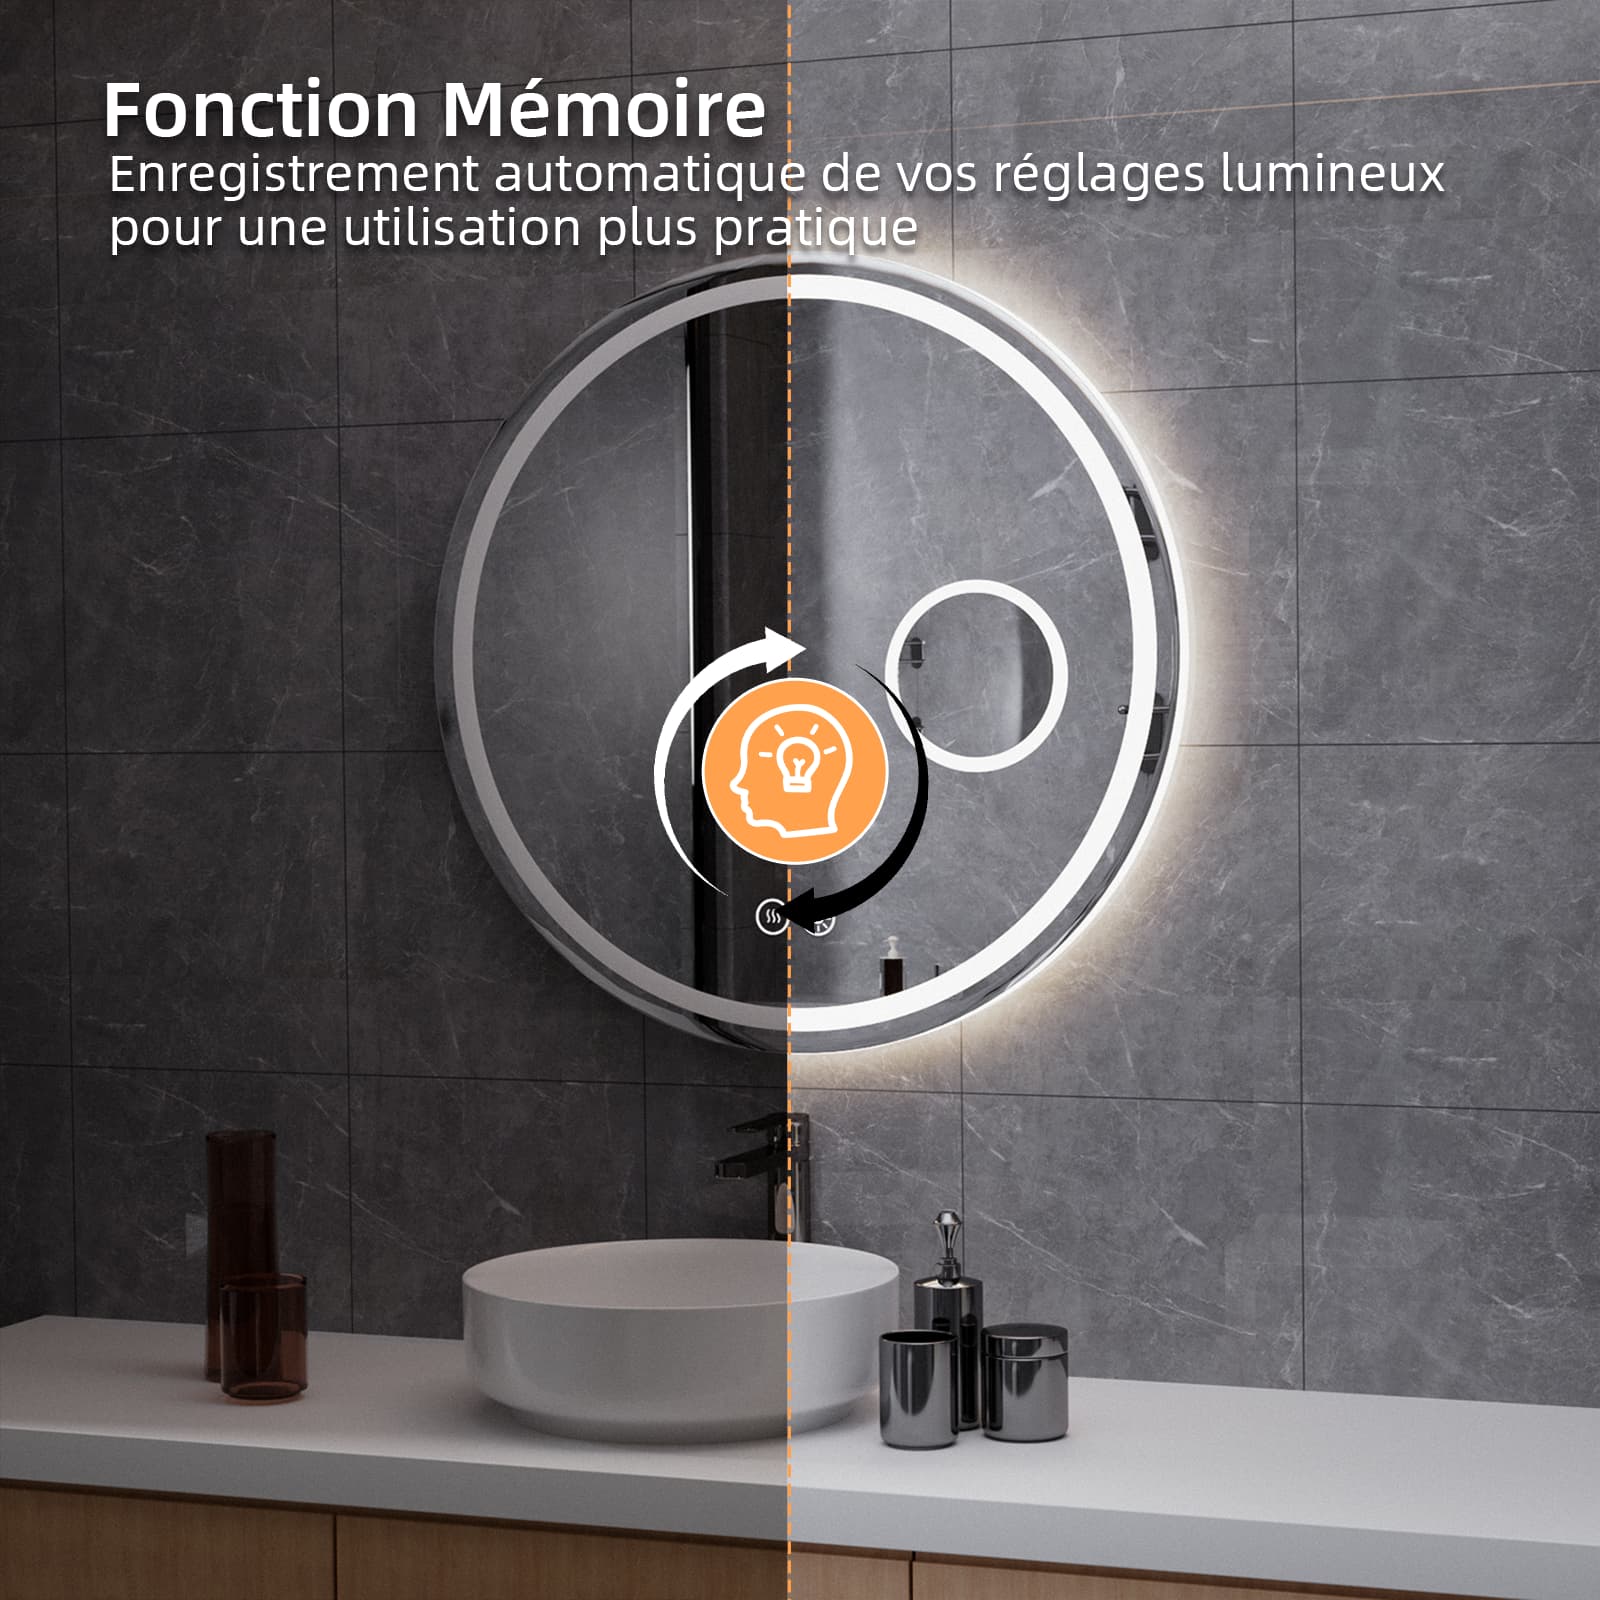 Fonction Mémoire
Enregistrement automatique de vos réglages lumineux
pour une utilisation plus pratique